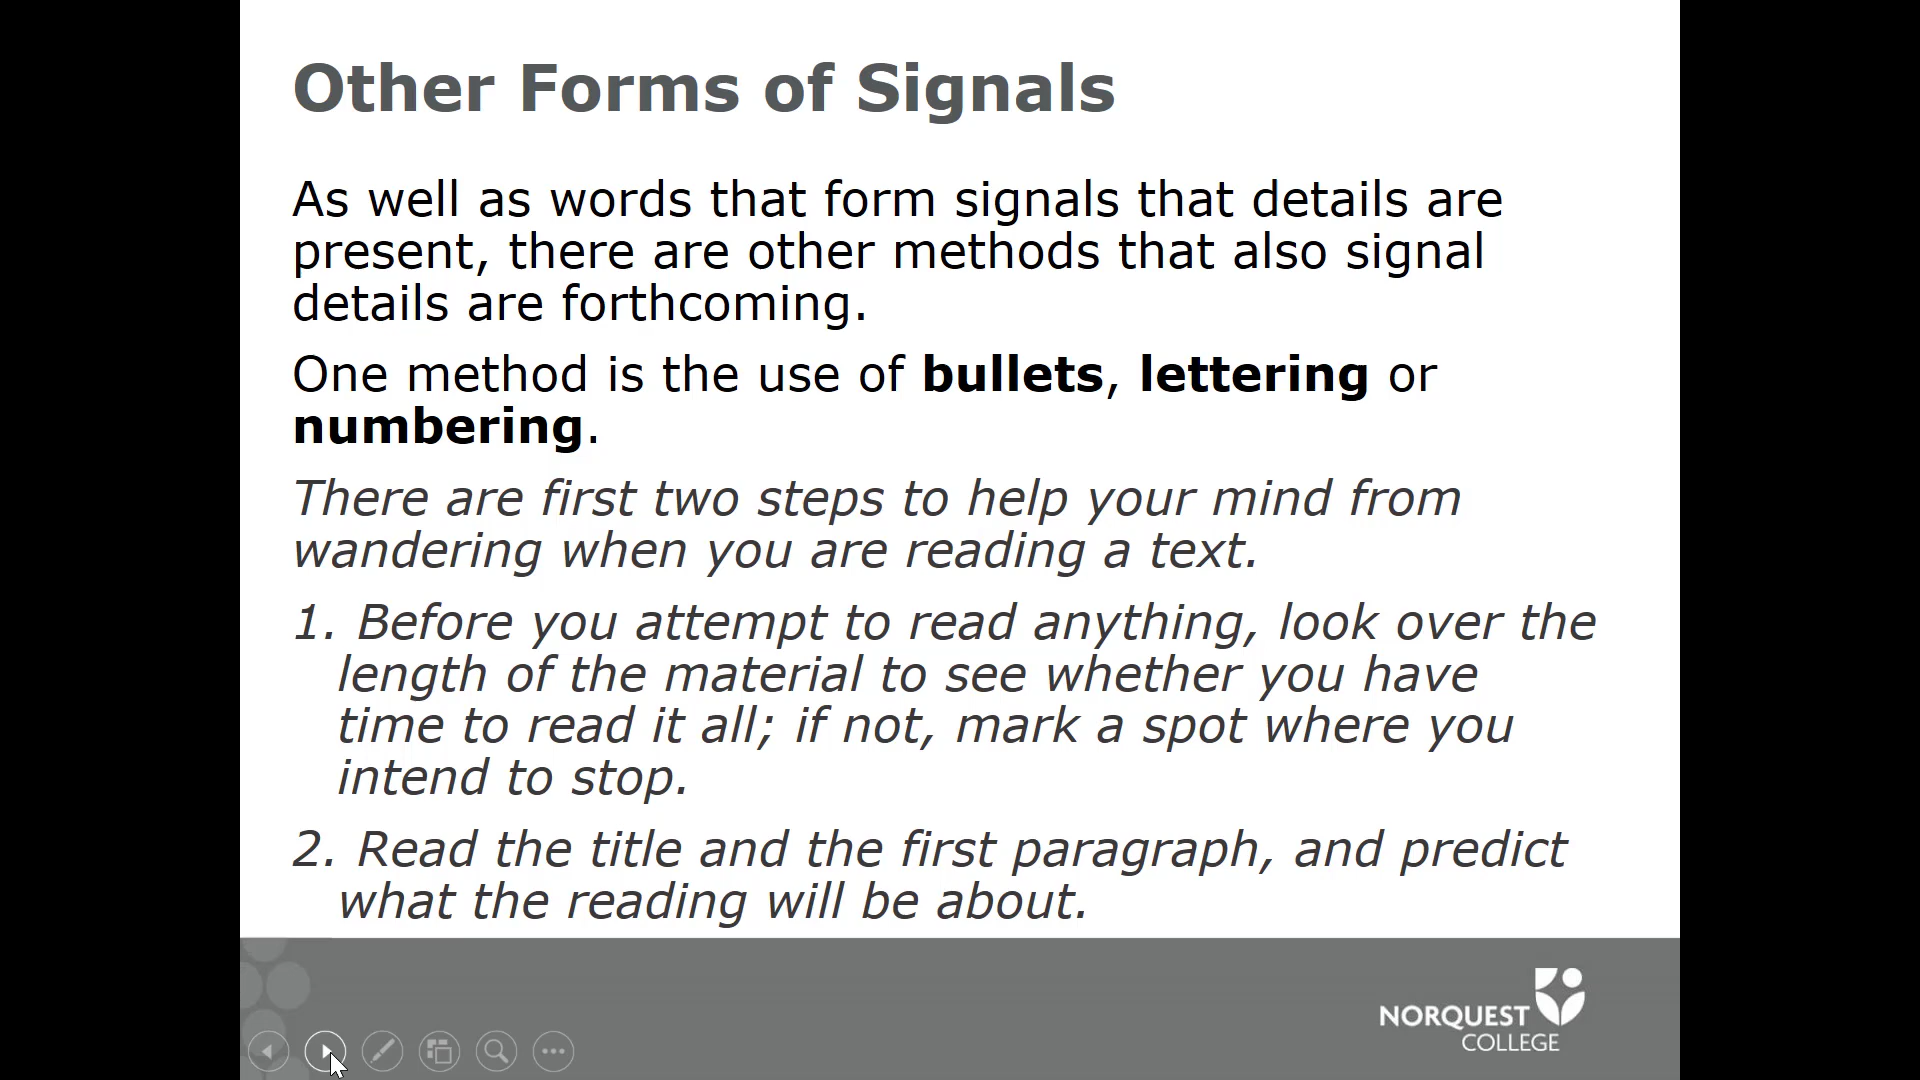 Other Forms of Signals
As well as words that form signals that details are
present, there are other methods that also signal
details are forthcoming.
One method is the use of bullets, lettering or
numbering.
There are first two steps to help your mind from
wandering when you are reading a text.
1. Before you attempt to read anything, look over the
length of the material to see whether you have
time to read it all; if not, mark a spot where you
intend to stop.
2. Read the title and the first paragraph, and predict
what the reading will be about.
NORQUEST
COLLEGE